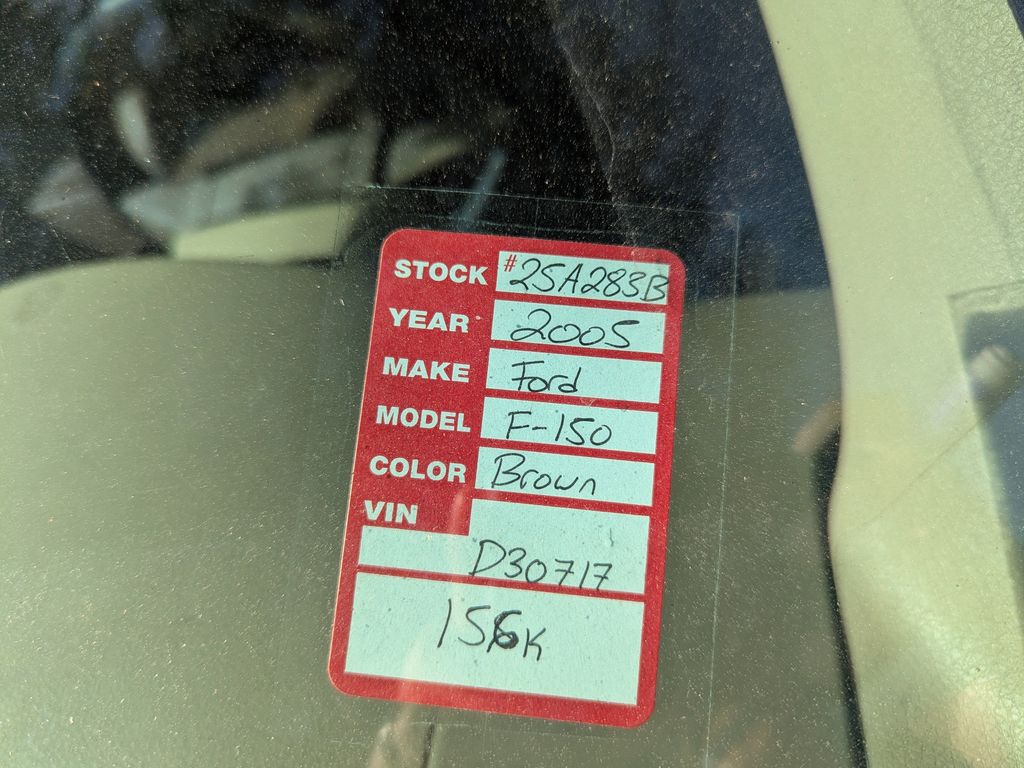 STOCK #25A283B
YEAR 2005
MAKE Ford
MODEL F-150
COLOR Brown
VIN
D30717
156K